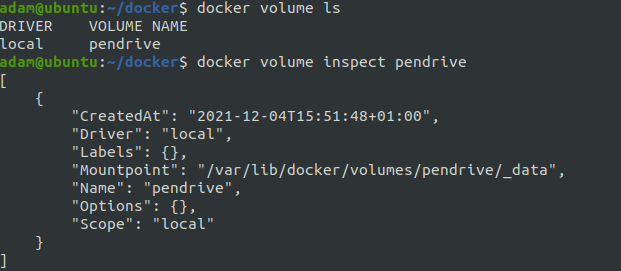 adam@ubuntu:~/docker$ docker volume ls
DRIVER    VOLUME NAME
local     pendrive
adam@ubuntu:~/docker$ docker volume inspect pendrive
[
    {
        "CreatedAt": "2021-12-04T15:51:48+01:00",
        "Driver": "local",
        "Labels": {},
        "Mountpoint": "/var/lib/docker/volumes/pendrive/_data",
        "Name": "pendrive",
        "Options": {},
        "Scope": "local"
    }
]